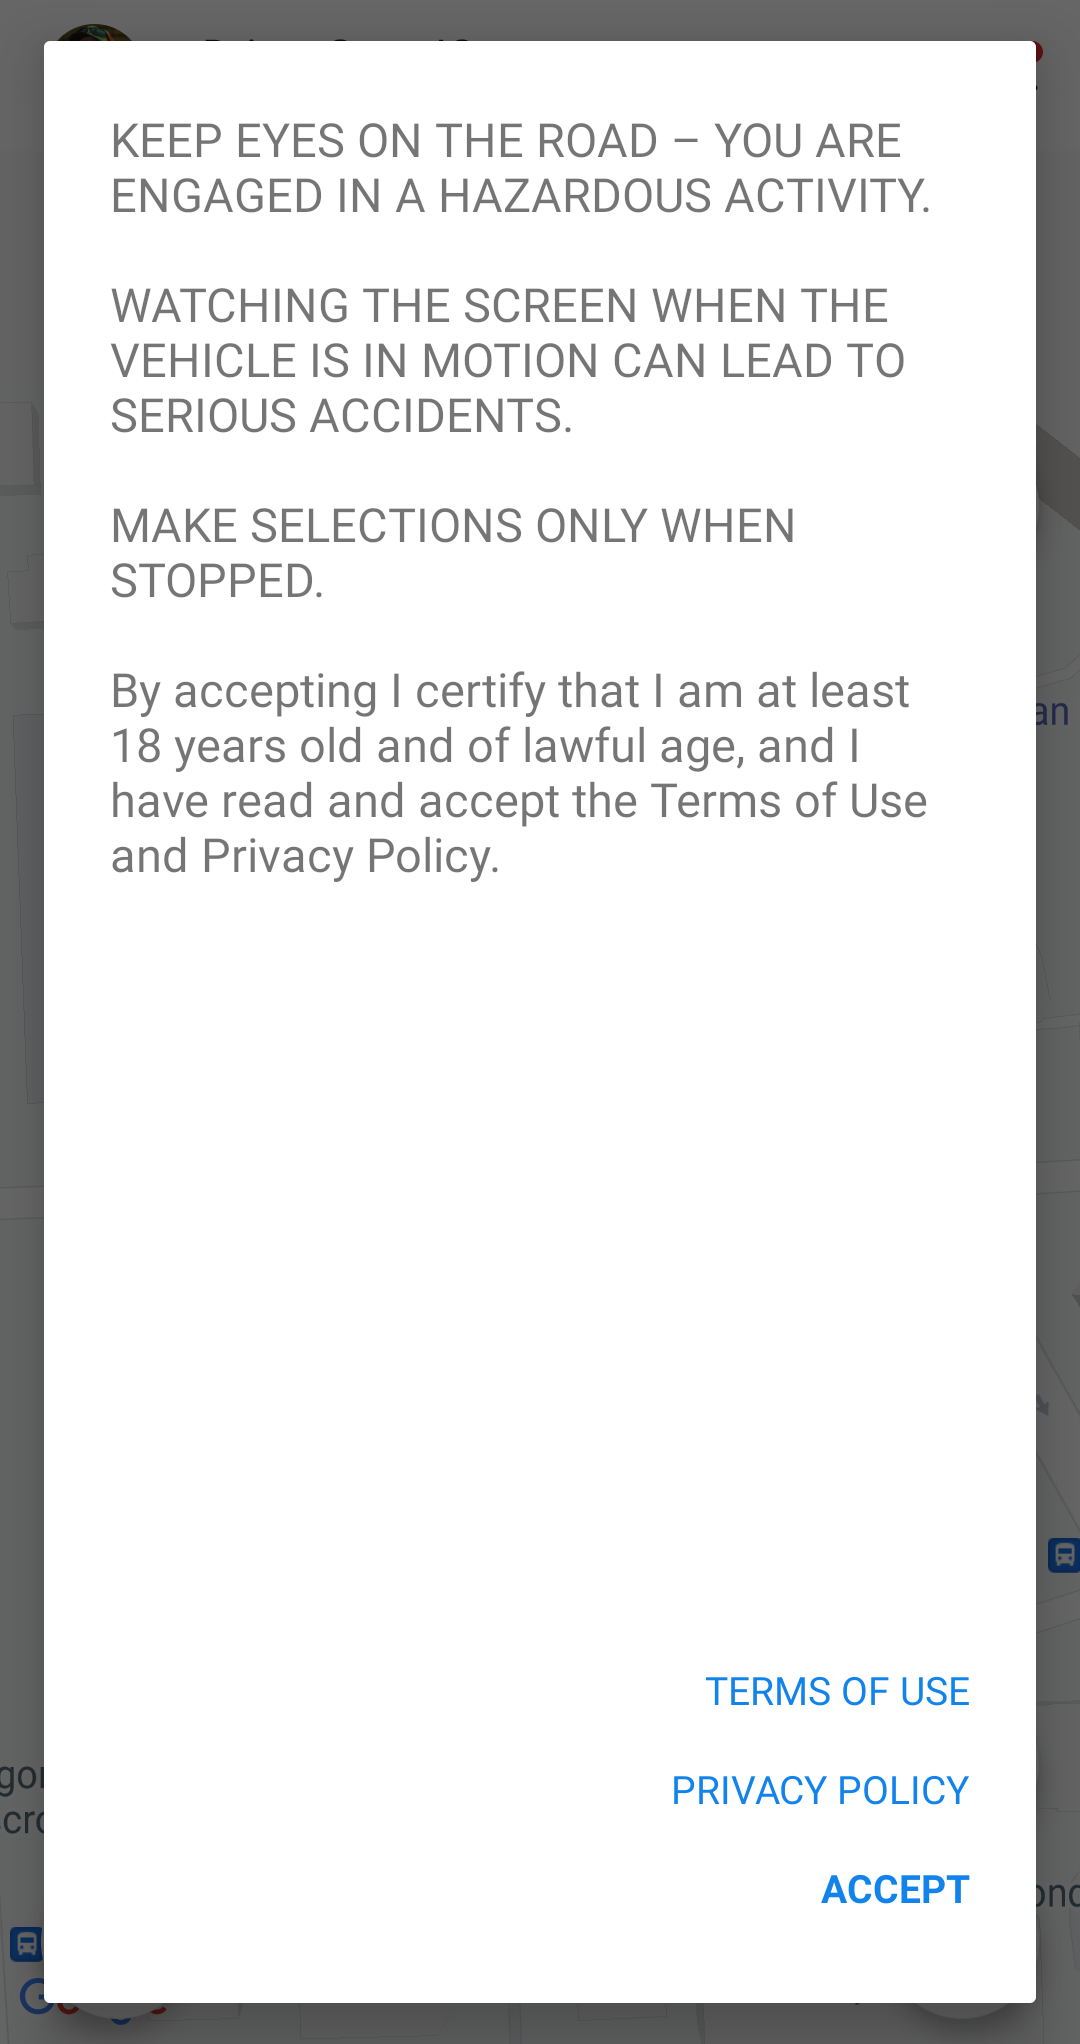 KEEP EYES ON THE ROAD – YOU ARE
ENGAGED IN A HAZARDOUS ACTIVITY.
WATCHING THE SCREEN WHEN THE
VEHICLE IS IN MOTION CAN LEAD TO
SERIOUS ACCIDENTS.
MAKE SELECTIONS ONLY WHEN
STOPPED.
By accepting I certify that I am at least
18 years old and of lawful age, and I
have read and accept the Terms of Use
and Privacy Policy.
TERMS OF USE
PRIVACY POLICY
ACCEPT